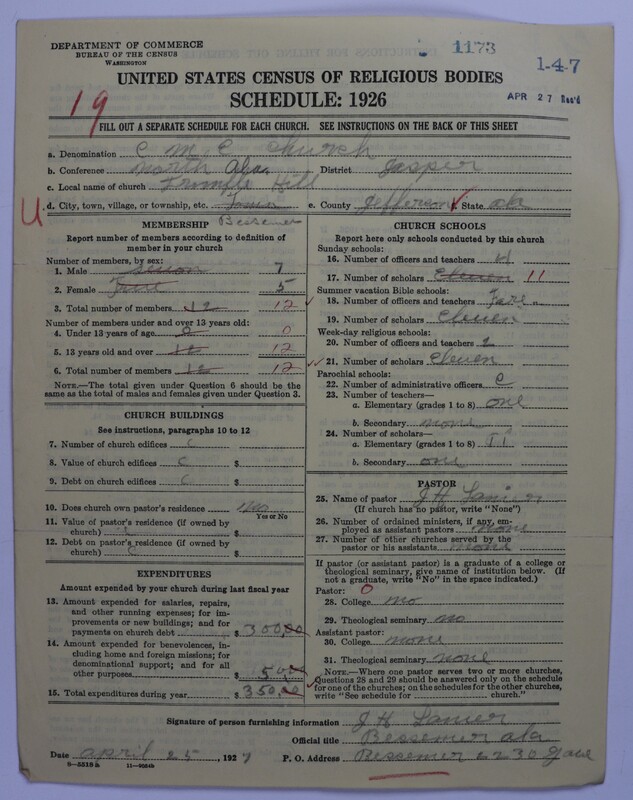 DEPARTMENT OF COMMERCE
BUREAU OF THE CENSUS
WASHINGTON
1173
1-4-7
APR 27 Rec'd
UNITED STATES CENSUS OF RELIGIOUS BODIES
SCHEDULE: 1926
19
FILL OUT A SEPARATE SCHEDULE FOR EACH CHURCH. SEE INSTRUCTIONS ON THE BACK OF THIS SHEET
a. Denomination C M E Church
b. Conference North Ala. District Jasper
c. Local name of church Hill
U d. City, town, village, or township, etc. e. County Jefferson State ala
Bessemer
MEMBERSHIP
Report number of members according to definition of member in your church
Number of members, by sex:
1. Male 7
2. Female 5
3. Total number of members 12 12
Number of members under and over 13 years old:
4. Under 13 years of age 0 0
5. 13 years old and over 12 12
6. Total number of members 12 12
NOTE.—The total given under Question 6 should be the same as the total of males and females given under Question 3.
CHURCH BUILDINGS
See instructions, paragraphs 10 to 12
7. Number of church edifices C
8. Value of church edifices C $
9. Debt on church edifices C $
10. Does church own pastor's residence No
Yes or No
11. Value of pastor's residence (if owned by church) $
12. Debt on pastor's residence (if owned by church) $
EXPENDITURES
Amount expended by your church during last fiscal year
13. Amount expended for salaries, repairs, and other running expenses; for improvements or new buildings; and for payments on church debt $ 300.00
14. Amount expended for benevolences, including home and foreign missions; for denominational support; and for all other purposes 50.00
15. Total expenditures during year $ 350.00
CHURCH SCHOOLS
Report here only schools conducted by this church
Sunday schools:
16. Number of officers and teachers
17. Number of scholars Eleven 11
Summer vacation Bible schools:
18. Number of officers and teachers
19. Number of scholars Eleven
Week-day religious schools:
20. Number of officers and teachers
21. Number of scholars Eleven
Parochial schools:
22. Number of administrative officers
23. Number of teachers—
a. Elementary (grades 1 to 8) one
b. Secondary none
24. Number of scholars—
a. Elementary (grades 1 to 8)
b. Secondary one
PASTOR
25. Name of pastor J H Lanier
(If church has no pastor, write "None")
26. Number of ordained ministers, if any, employed as assistant pastors none
27. Number of other churches served by the pastor or his assistants none
If pastor (or assistant pastor) is a graduate of a college or theological seminary, give name of institution below. (If not a graduate, write "No" in the space indicated.)
Pastor: 0
28. College no
29. Theological seminary no
Assistant pastor:
30. College none
31. Theological seminary none
NOTE.—Where one pastor serves two or more churches, Questions 28 and 29 should be answered only on the schedule for one of the churches; on the schedules for the other churches, write "See schedule for church."
Signature of person furnishing information J H Lanier
Official title Bessemer ala
Date april 25, 1927 P. O. Address Bessemer 2230
8—5518a 11—9054b